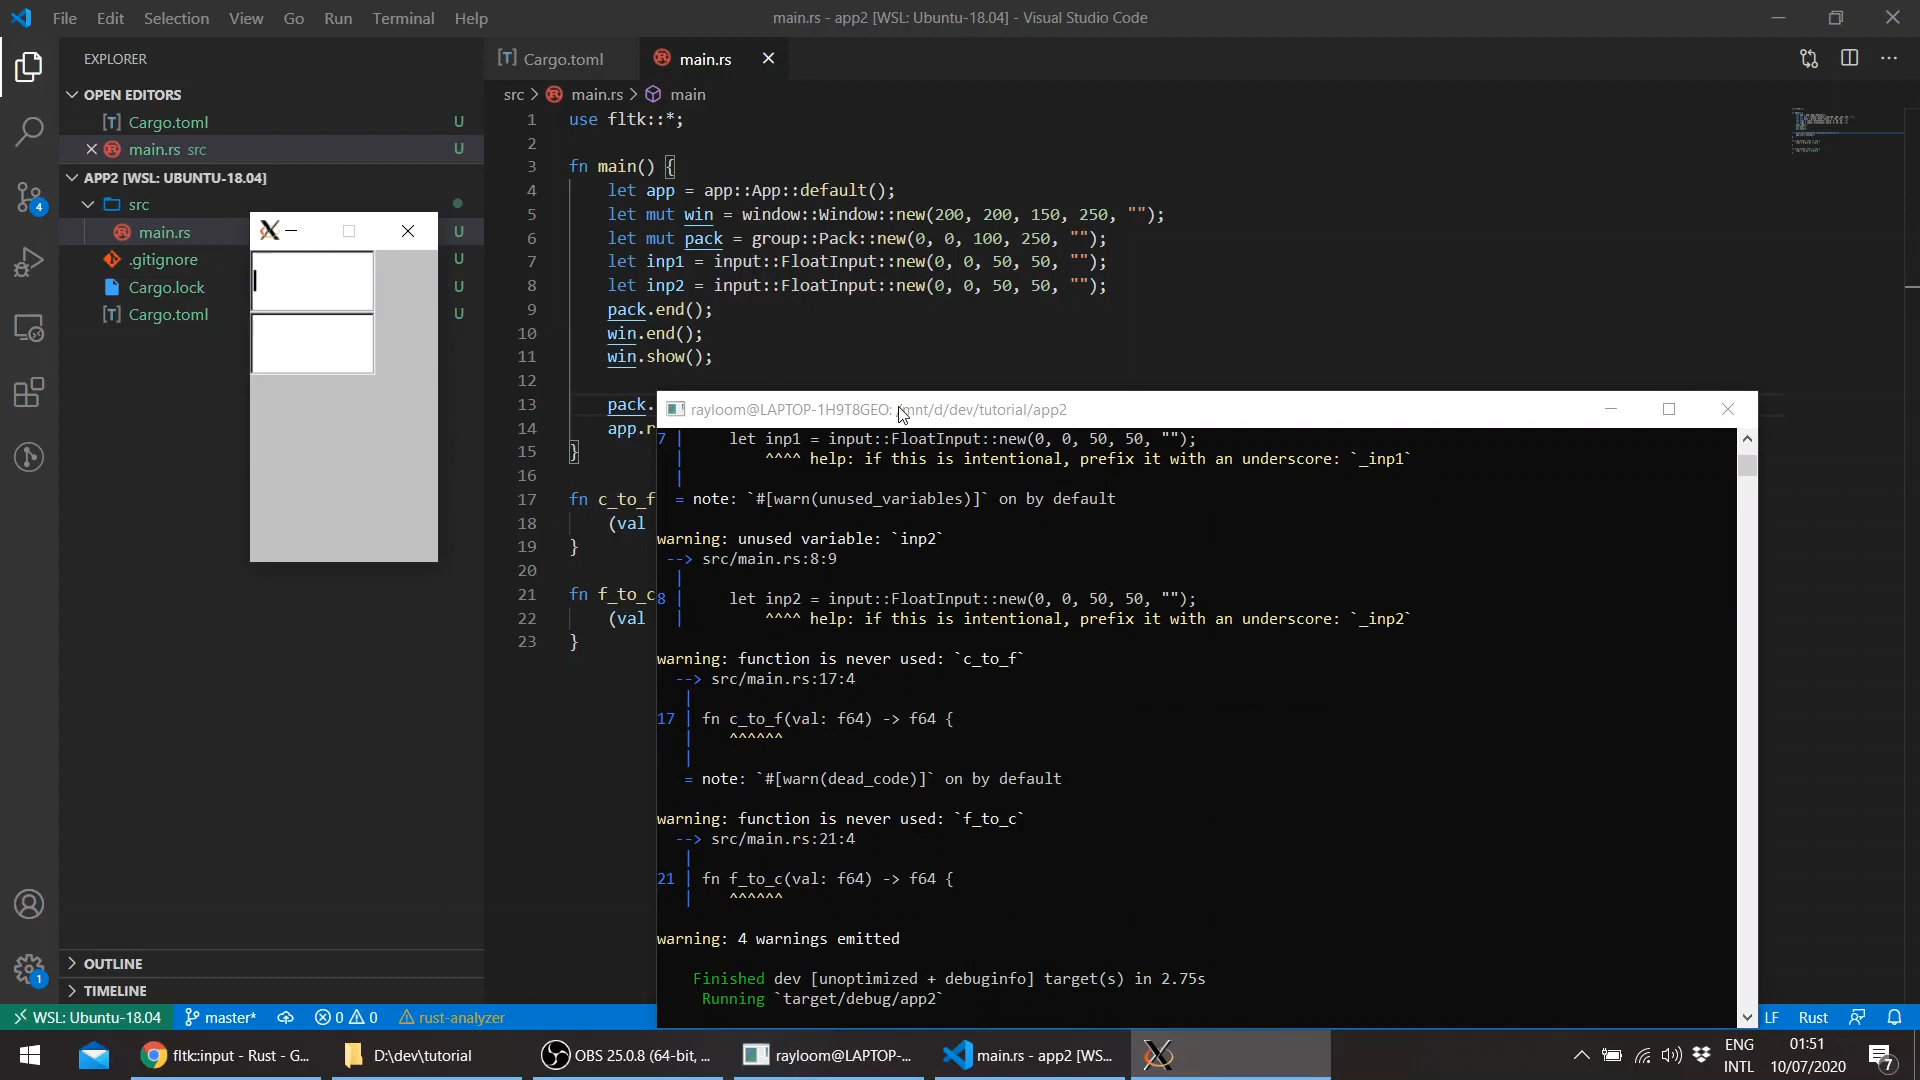 File Edit Selection View Go Run Terminal Help
main.rs - app2 [WSL: Ubuntu-18.04] - Visual Studio Code
EXPLORER
OPEN EDITORS
Cargo.toml U
main.rs src U
APP2 [WSL: UBUNTU-18.04]
src
main.rs U
.gitignore U
Cargo.lock U
Cargo.toml U
OUTLINE
TIMELINE
4
1
Cargo.toml
main.rs
src > main.rs > main
1 use fltk::*;
2
3 fn main() {
4 let app = app::App::default();
5 let mut win = window::Window::new(200, 200, 150, 250, "");
6 let mut pack = group::Pack::new(0, 0, 100, 250, "");
7 let inp1 = input::FloatInput::new(0, 0, 50, 50, "");
8 let inp2 = input::FloatInput::new(0, 0, 50, 50, "");
9 pack.end();
10 win.end();
11 win.show();
12
13 pack.
14 app.r
15 }
16
17 fn c_to_f
18 (val
19 }
20
21 fn f_to_c
22 (val
23 }
rayloom@LAPTOP-1H9T8GEO: /mnt/d/dev/tutorial/app2
7 | let inp1 = input::FloatInput::new(0, 0, 50, 50, "");
| ^^^^ help: if this is intentional, prefix it with an underscore: `_inp1`
|
= note: `#[warn(unused_variables)]` on by default
warning: unused variable: `inp2`
--> src/main.rs:8:9
|
8 | let inp2 = input::FloatInput::new(0, 0, 50, 50, "");
| ^^^^ help: if this is intentional, prefix it with an underscore: `_inp2`
warning: function is never used: `c_to_f`
--> src/main.rs:17:4
|
17 | fn c_to_f(val: f64) -> f64 {
| ^^^^^^
|
= note: `#[warn(dead_code)]` on by default
warning: function is never used: `f_to_c`
--> src/main.rs:21:4
|
21 | fn f_to_c(val: f64) -> f64 {
| ^^^^^^
warning: 4 warnings emitted
Finished dev [unoptimized + debuginfo] target(s) in 2.75s
Running `target/debug/app2`
WSL: Ubuntu-18.04 master* 0 0 rust-analyzer LF Rust
fltk::input - Rust - G... D:\dev\tutorial OBS 25.0.8 (64-bit, ... rayloom@LAPTOP-... main.rs - app2 [WS...
ENG
INTL
01:51
10/07/2020
7